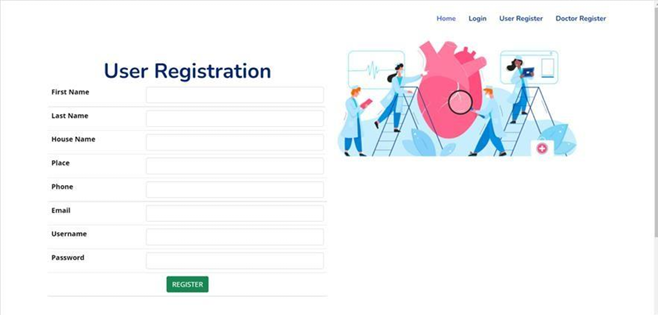 Home Login User Register Doctor Register
User Registration
First Name
Last Name
House Name
Place
Phone
Email
Username
Password
REGISTER